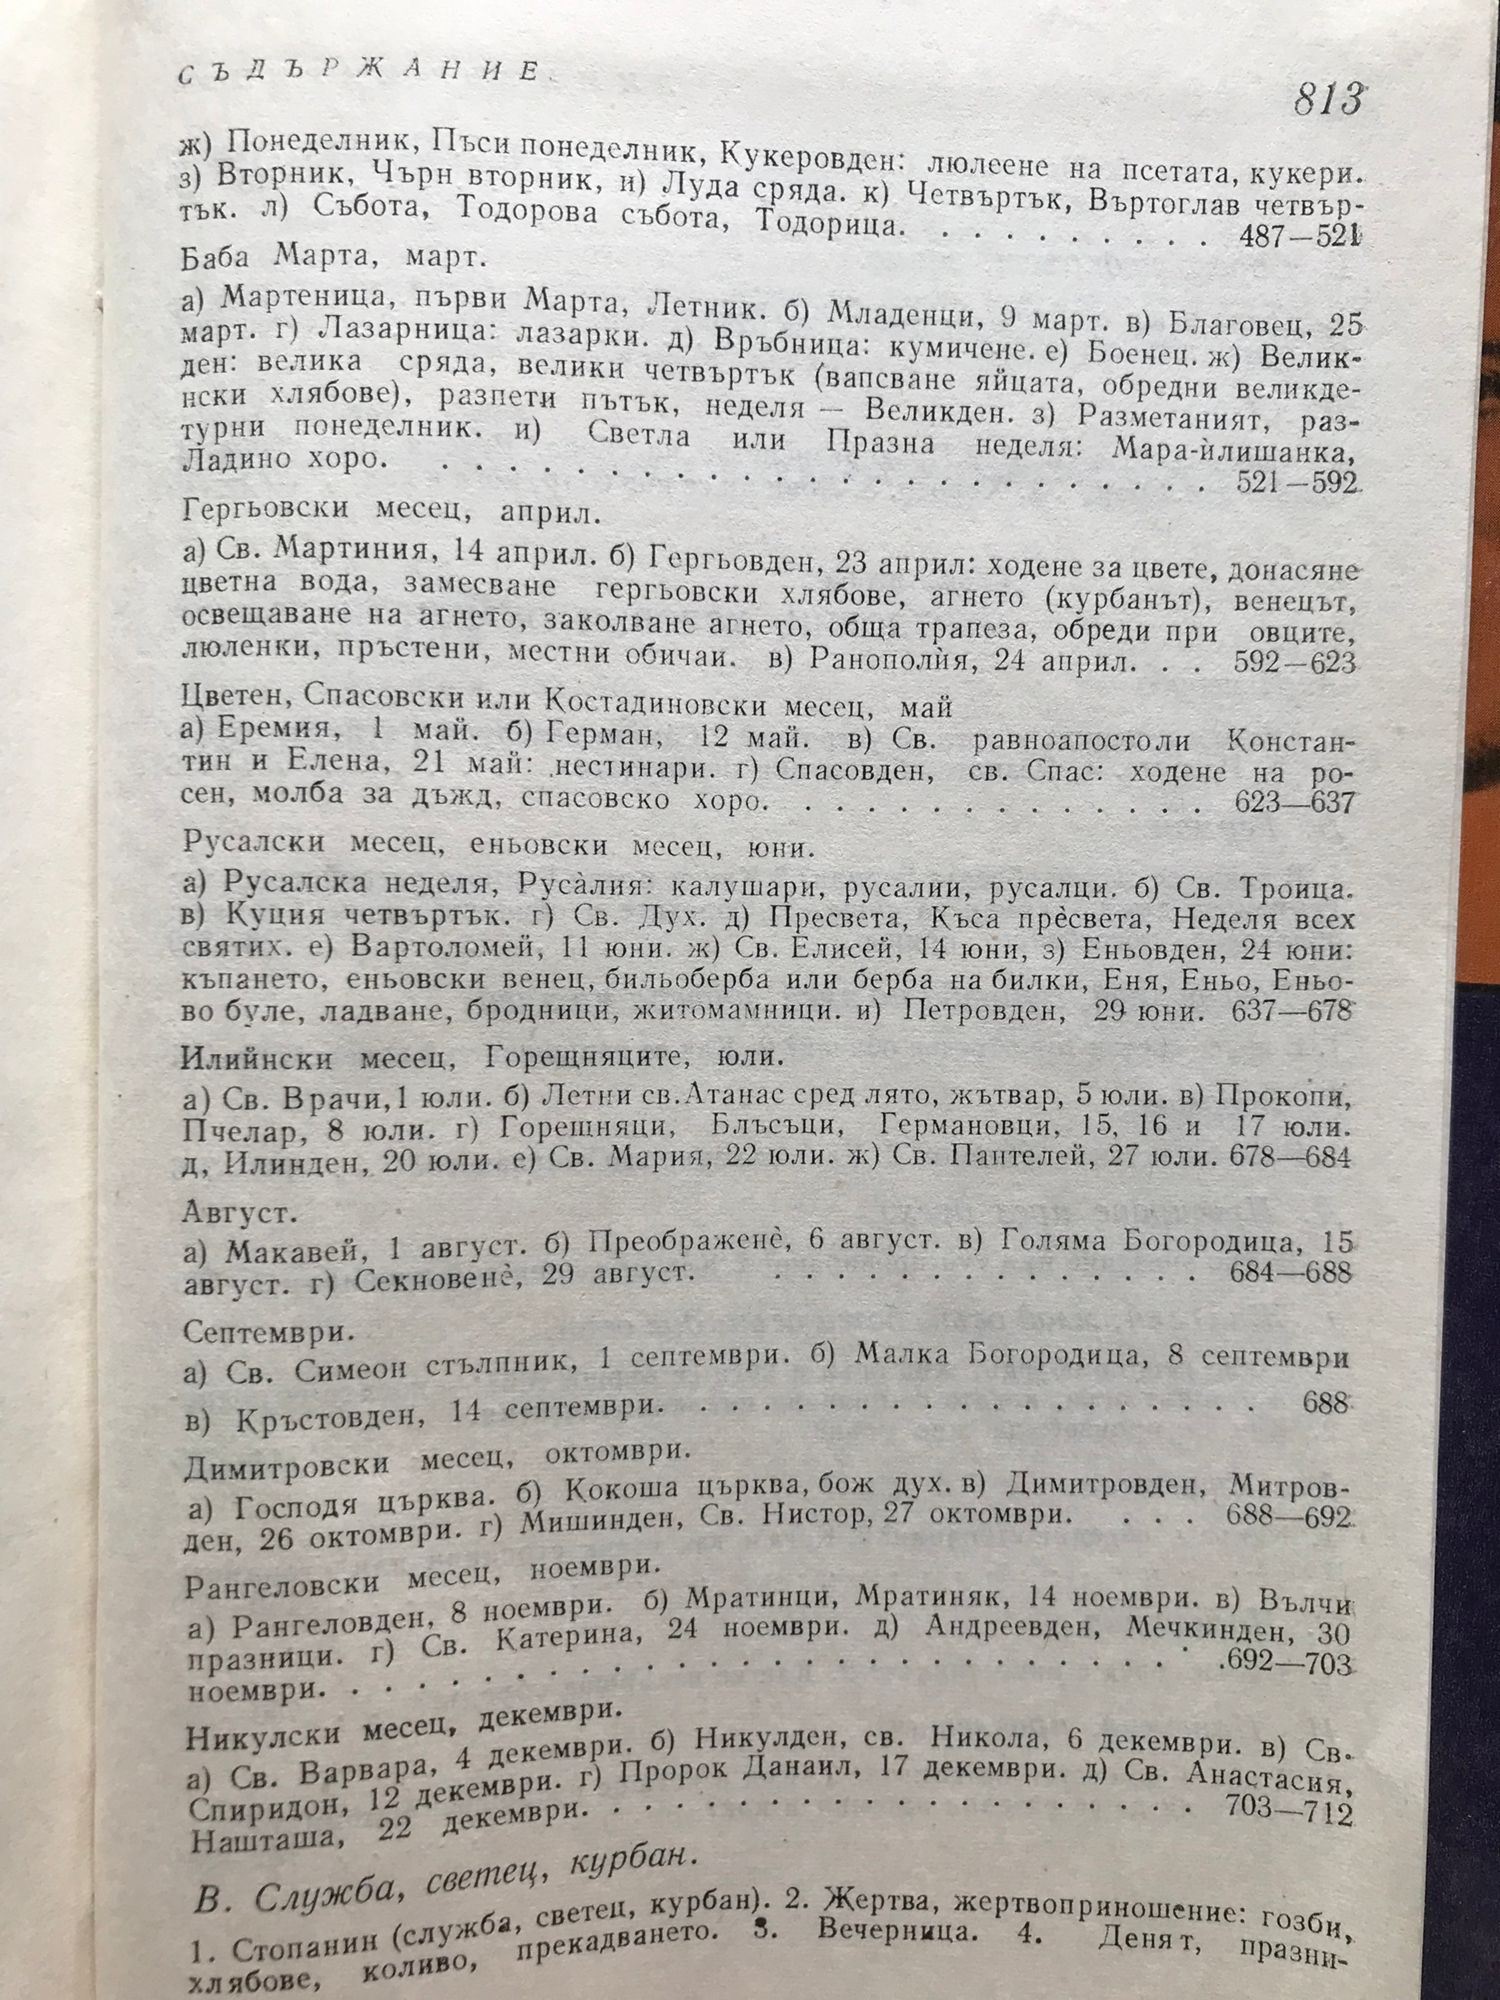 СЪДЪРЖАНИЕ
813
ж) Понеделник, Пъси понеделник, Кукеровден: люлеене на псетата, кукери.
з) Вторник, Чърн вторник, и) Луда сряда. к) Четвъртък, Въртоглав четвър-
тък. л) Събота, Тодорова събота, Тодорица. . . . . . . . . . 487—521
Баба Марта, март.
а) Мартеница, първи Марта, Летник. б) Младенци, 9 март. в) Благовец, 25
март. г) Лазарница: лазарки. д) Връбница: кумичене. е) Боенец. ж) Велик-
ден: велика сряда, велики четвъртък (вапсване яйцата, обредни великде-
нски хлябове), разпети пътък, неделя — Великден. з) Разметаният, раз-
турни понеделник. и) Светла или Празна неделя: Мара-ѝлишанка,
Ладино хоро. . . . . . . . . . . . . . . . . . . . . 521—592
Гергьовски месец, април.
а) Св. Мартиния, 14 април. б) Гергьовден, 23 април: ходене за цвете, донасяне
цветна вода, замесване гергьовски хлябове, агнето (курбанът), венецът,
освещаване на агнето, заколване агнето, обща трапеза, обреди при овците,
люленки, пръстени, местни обичаи. в) Ранополѝя, 24 април. . . 592—623
Цветен, Спасовски или Костадиновски месец, май
а) Еремия, 1 май. б) Герман, 12 май. в) Св. равноапостоли Констан-
тин и Елена, 21 май: нестинари. г) Спасовден, св. Спас: ходене на ро-
сен, молба за дъжд, спасовско хоро. . . . . . . . . . . . . 623—637
Русалски месец, еньовски месец, юни.
а) Русалска неделя, Русàлия: калушари, русалии, русалци. б) Св. Троица.
в) Куция четвъртък. г) Св. Дух. д) Пресвета, Къса прèсвета, Неделя всех
святих. е) Вартоломей, 11 юни. ж) Св. Елисей, 14 юни, з) Еньовден, 24 юни:
къпането, еньовски венец, бильоберба или берба на билки, Еня, Еньо, Еньо-
во буле, ладване, бродници, житомамници. и) Петровден, 29 юни. 637—678
Илийнски месец, Горещняците, юли.
а) Св. Врачи, 1 юли. б) Летни св. Атанас сред лято, жътвар, 5 юли. в) Прокопи,
Пчелар, 8 юли. г) Горещняци, Блъсъци, Германовци, 15, 16 и 17 юли.
д, Илинден, 20 юли. е) Св. Мария, 22 юли. ж) Св. Пантелей, 27 юли. 678—684
Август.
а) Макавей, 1 август. б) Преображенè, 6 август. в) Голяма Богородица, 15
август. г) Секновенè, 29 август. . . . . . . . . . . . . . . 684—688
Септември.
а) Св. Симеон стълпник, 1 септември. б) Малка Богородица, 8 септември
в) Кръстовден, 14 септември. . . . . . . . . . . . . . . . . . . 688
Димитровски месец, октомври.
а) Господя църква. б) Кокоша църква, бож дух. в) Димитровден, Митров-
ден, 26 октомври. г) Мишинден, Св. Нистор, 27 октомври. . . . 688—692
Рангеловски месец, ноември.
а) Рангеловден, 8 ноември. б) Мратинци, Мратиняк, 14 ноември. в) Вълчи
празници. г) Св. Катерина, 24 ноември. д) Андреевден, Мечкинден, 30
ноември. . . . . . . . . . . . . . . . . . . . . . . . .692—703
Никулски месец, декември.
а) Св. Варвара, 4 декември. б) Никулден, св. Никола, 6 декември. в) Св.
Спиридон, 12 декември. г) Пророк Данаил, 17 декември. д) Св. Анастасия,
Нашташа, 22 декември. . . . . . . . . . . . . . . . . . . 703—712
В. Служба, светец, курбан.
1. Стопанин (служба, светец, курбан). 2. Жертва, жертвоприношение: гозби,
хлябове, коливо, прекадването. 3. Вечерница. 4. Денят, празни-